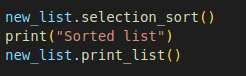 new_list.selection_sort()
print("Sorted list")
new_list.print_list()